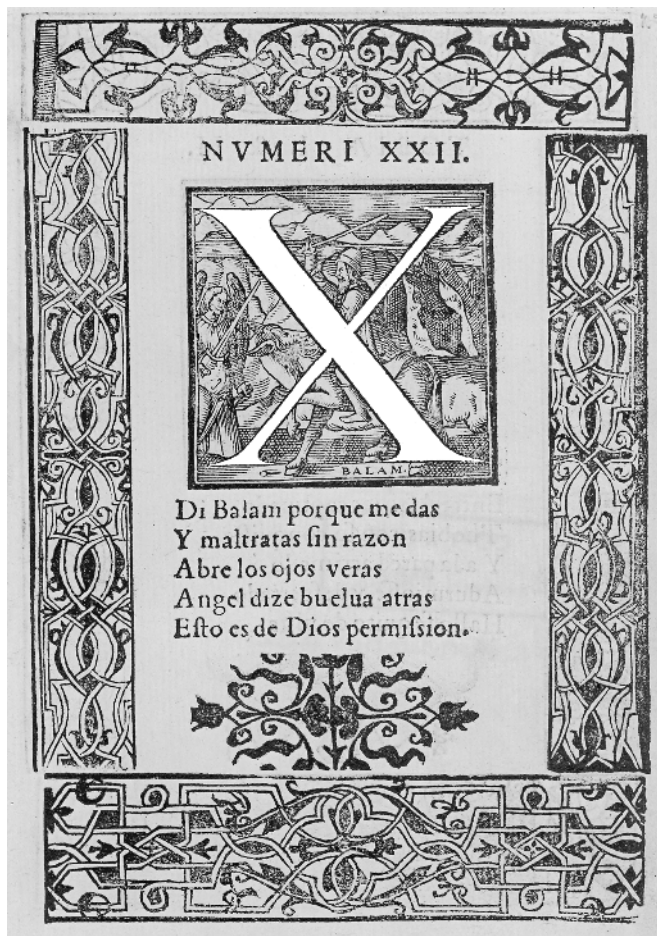 NVMERI XXII.
X
BALAM.
Di Balam porque me das
Y maltratas ſin razon
Abre los ojos veras
Angel dize buelua atras
Eſto es de Dios permiſsion.